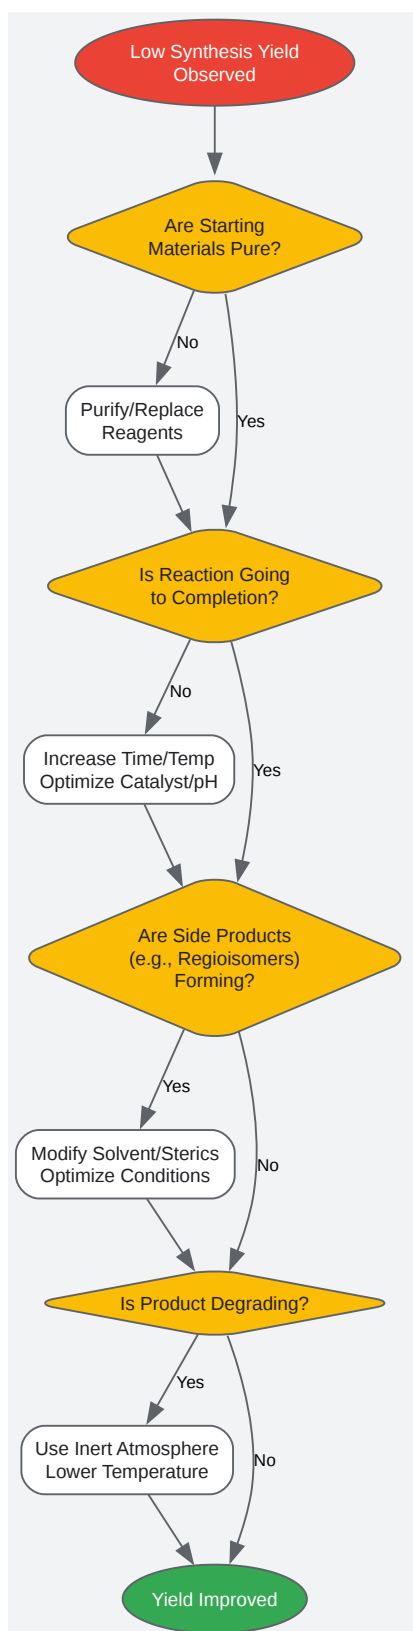 Low Synthesis Yield
Observed
Are Starting
Materials Pure?
No
Purify/Replace
Reagents
Yes
Is Reaction Going
to Completion?
No
Increase Time/Temp
Optimize Catalyst/pH
Yes
Are Side Products
(e.g., Regioisomers)
Forming?
Yes
Modify Solvent/Sterics
Optimize Conditions
No
Is Product Degrading?
Yes
Use Inert Atmosphere
Lower Temperature
No
Yield Improved